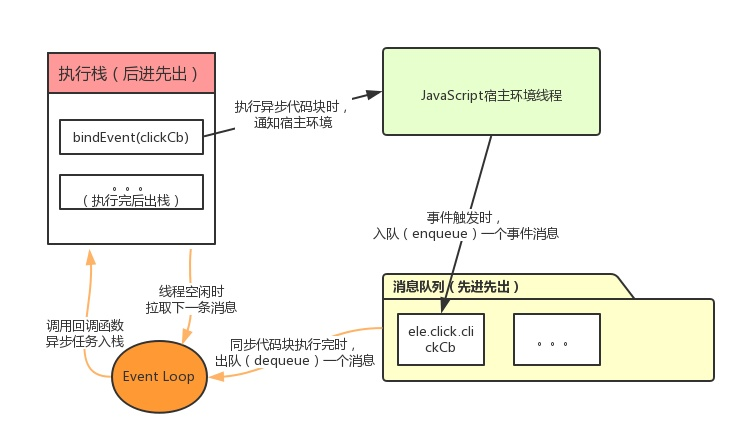 执行栈（后进先出）
bindEvent(clickCb)
。。。
（执行完后出栈）
执行异步代码块时，
通知宿主环境
JavaScript宿主环境线程
事件触发时，
入队（enqueue）一个事件消息
消息队列（先进先出）
ele.click.cli
ckCb
。。。
线程空闲时
拉取下一条消息
调用回调函数
异步任务入栈
同步代码块执行完时，
出队（dequeue）一个消息
Event Loop